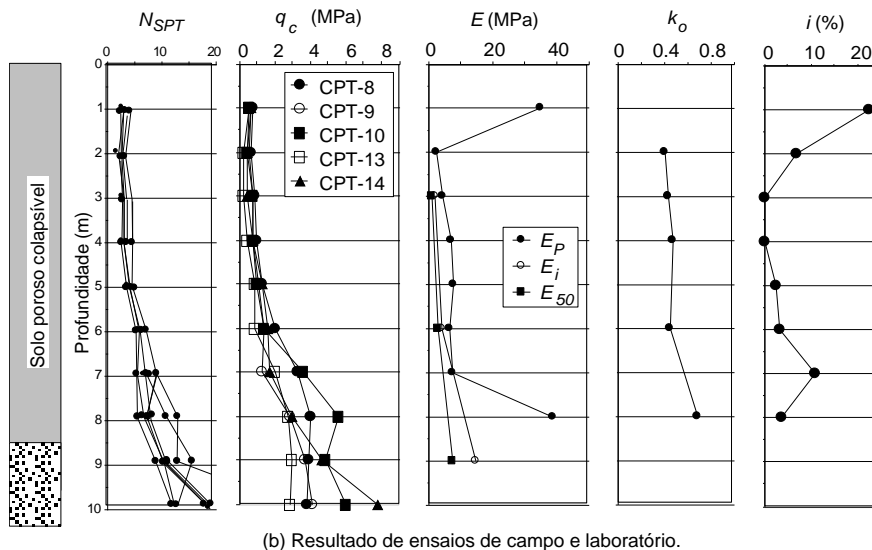 N_SPT
q_c (MPa)
E (MPa)
k_o
i (%)
0 10 20
0 2 4 6 8
0 10 20 30 40 50
0 0.4 0.8
0 10 20
Solo poroso colapsível
Profundidade (m)
0
1
2
3
4
5
6
7
8
9
10
CPT-8
CPT-9
CPT-10
CPT-13
CPT-14
E_P
E_i
E_50
(b) Resultado de ensaios de campo e laboratório.